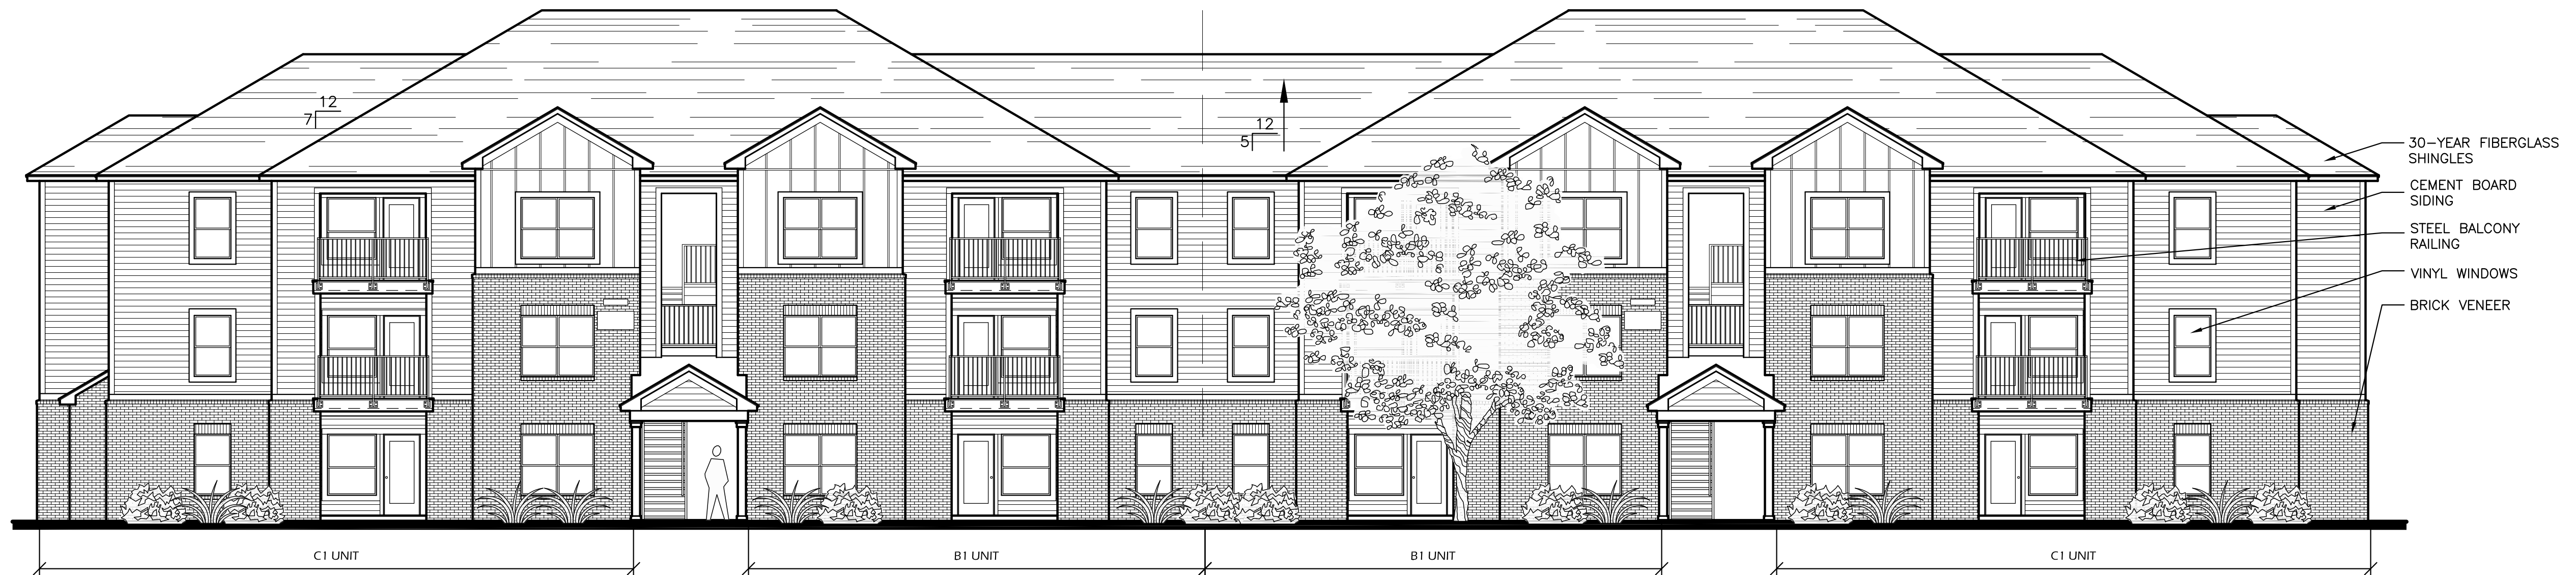 12
7
12
5
30-YEAR FIBERGLASS
SHINGLES
CEMENT BOARD
SIDING
STEEL BALCONY
RAILING
VINYL WINDOWS
BRICK VENEER
C1 UNIT
B1 UNIT
B1 UNIT
C1 UNIT